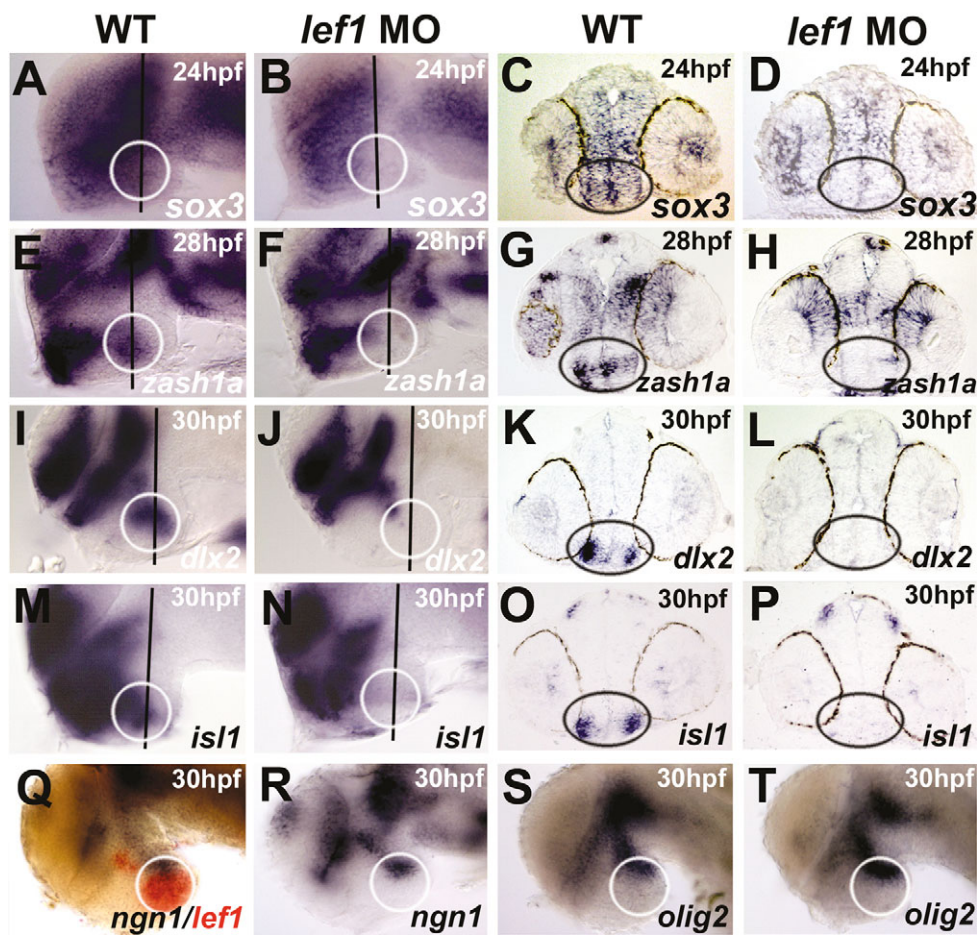 WT lef1 MO WT lef1 MO
A 24hpf sox3
B 24hpf sox3
C 24hpf sox3
D 24hpf sox3
E 28hpf zash1a
F 28hpf zash1a
G 28hpf zash1a
H 28hpf zash1a
I 30hpf dlx2
J 30hpf dlx2
K 30hpf dlx2
L 30hpf dlx2
M 30hpf isl1
N 30hpf isl1
O 30hpf isl1
P 30hpf isl1
Q 30hpf ngn1/lef1
R 30hpf ngn1
S 30hpf olig2
T 30hpf olig2